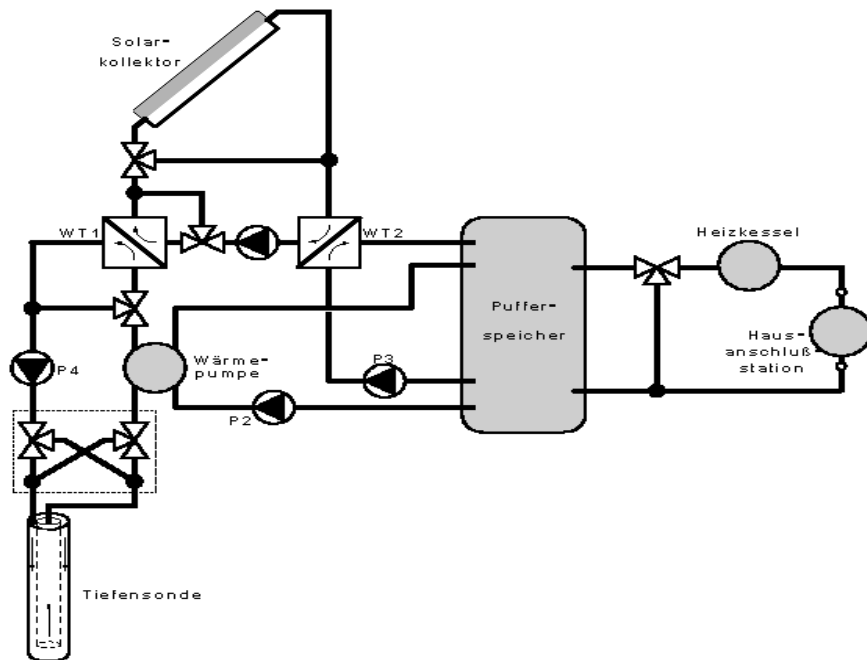 Solar-
kollektor
WT1
WT2
Heizkessel
Puffer-
speicher
Haus-
anschluß-
station
P4
Wärme-
pumpe
P3
P2
Tiefensonde